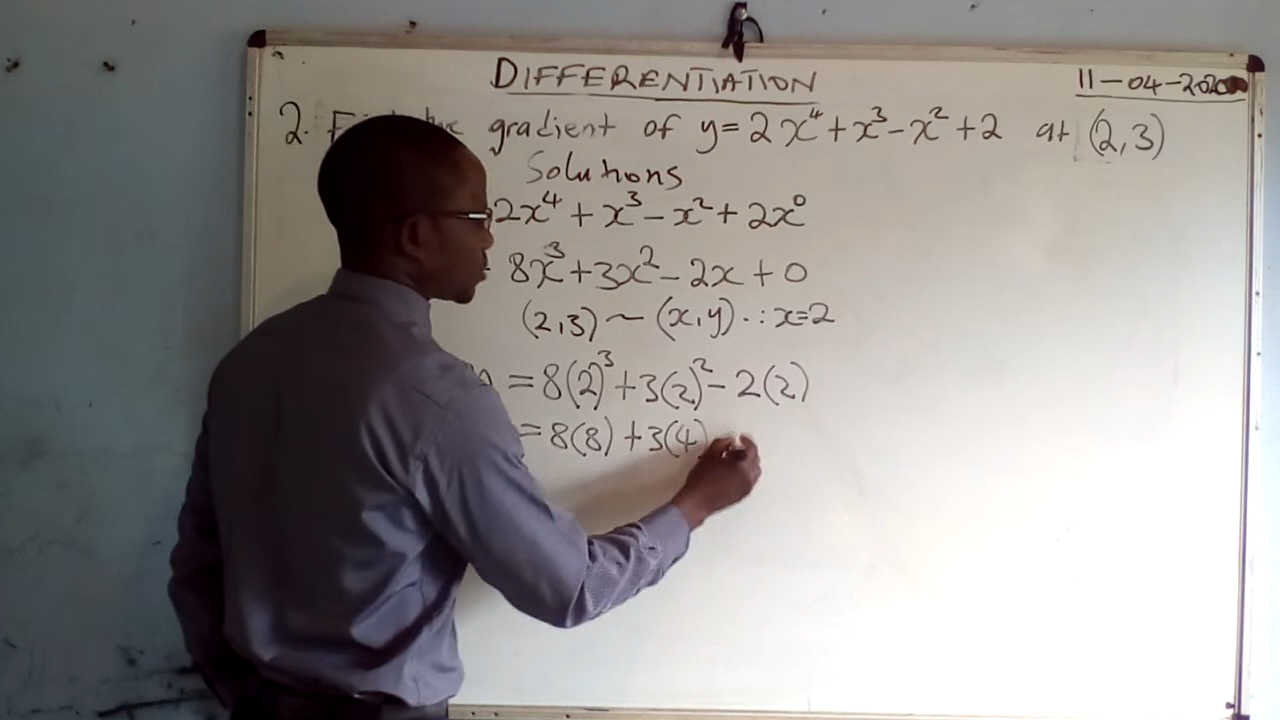 DIFFERENTIATION
11-04-2020
2. gradient of y=2x⁴+x³-x²+2 at (2,3)
Solutions
2x⁴+x³-x²+2x⁰
8x³+3x²-2x+0
(2,3)~(x,y)∴x=2
=8(2)³+3(2)²-2(2)
=8(8)+3(4)